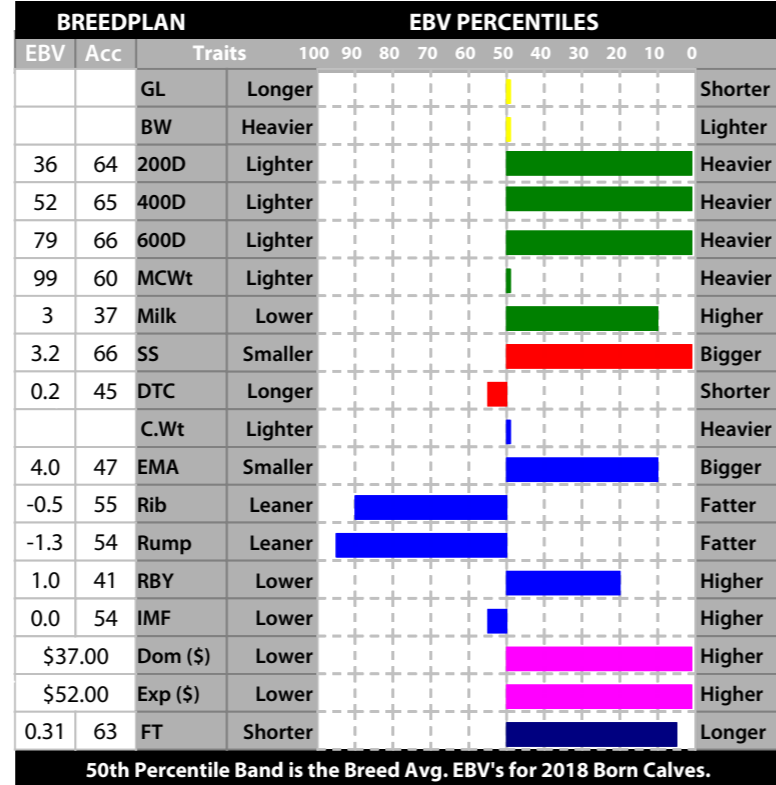 BREEDPLAN EBV PERCENTILES
EBV Acc Traits 100 90 80 70 60 50 40 30 20 10 0
GL Longer Shorter
BW Heavier Lighter
36 64 200D Lighter Heavier
52 65 400D Lighter Heavier
79 66 600D Lighter Heavier
99 60 MCWt Lighter Heavier
3 37 Milk Lower Higher
3.2 66 SS Smaller Bigger
0.2 45 DTC Longer Shorter
C.Wt Lighter Heavier
4.0 47 EMA Smaller Bigger
-0.5 55 Rib Leaner Fatter
-1.3 54 Rump Leaner Fatter
1.0 41 RBY Lower Higher
0.0 54 IMF Lower Higher
$37.00 Dom ($) Lower Higher
$52.00 Exp ($) Lower Higher
0.31 63 FT Shorter Longer
50th Percentile Band is the Breed Avg. EBV's for 2018 Born Calves.